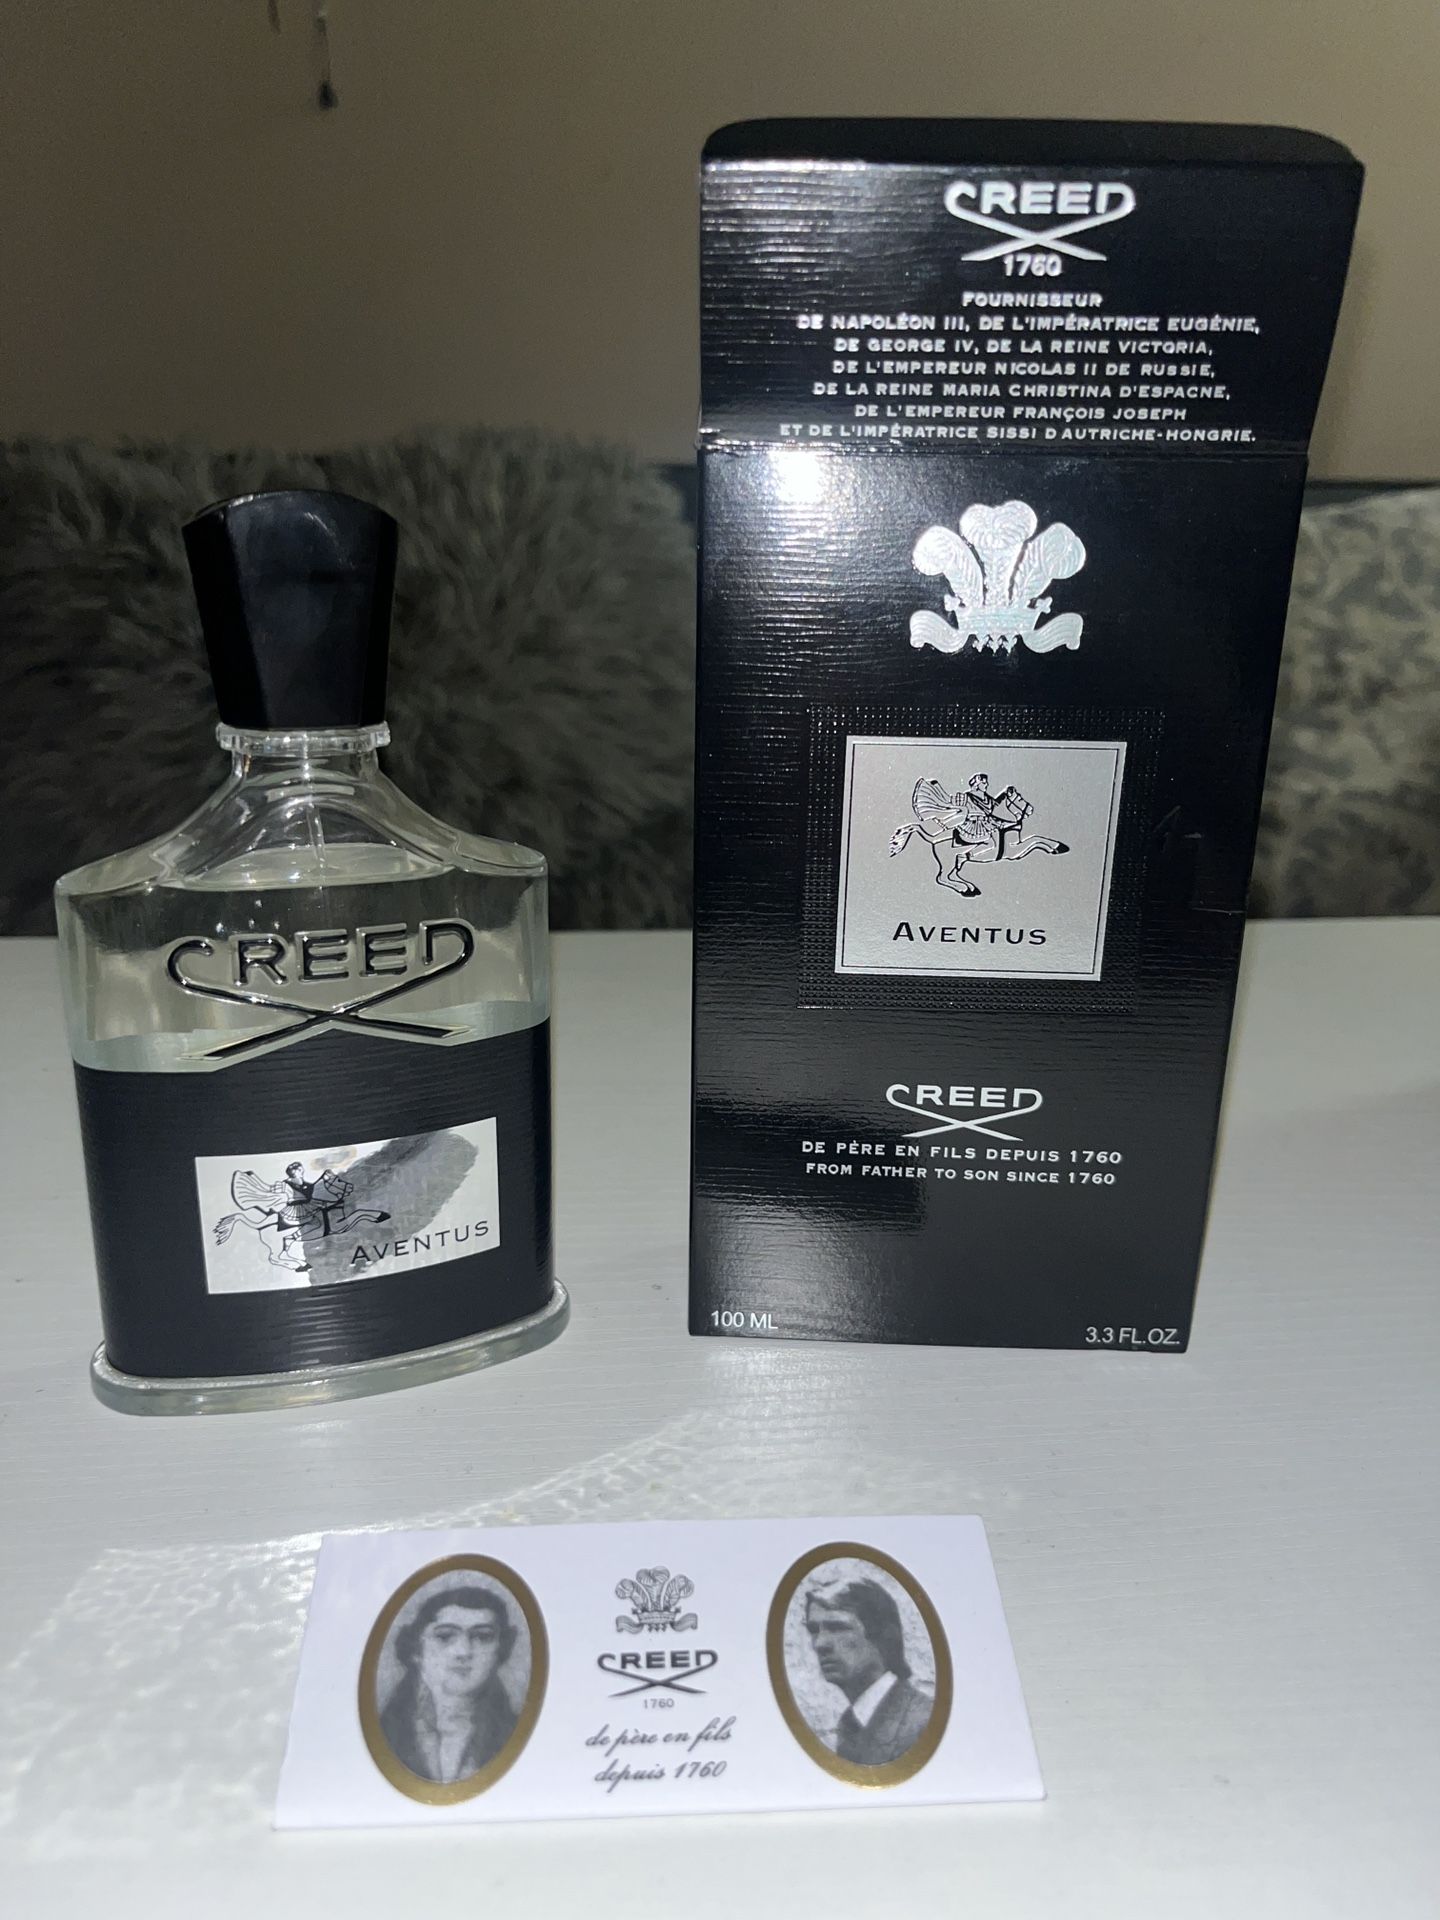 CREED
1760
FOURNISSEUR
DE NAPOLÉON III, DE L'IMPÉRATRICE EUGÉNIE,
DE GEORGE IV, DE LA REINE VICTORIA,
DE L'EMPEREUR NICOLAS II DE RUSSIE,
DE LA REINE MARIA CHRISTINA D'ESPAGNE,
DE L'EMPEREUR FRANÇOIS JOSEPH
ET DE L'IMPÉRATRICE SISSI D'AUTRICHE-HONGRIE.
AVENTUS
CREED
DE PÈRE EN FILS DEPUIS 1760
FROM FATHER TO SON SINCE 1760
100 ML
3.3 FL.OZ.
CREED
AVENTUS
CREED
1760
de père en fils
depuis 1760